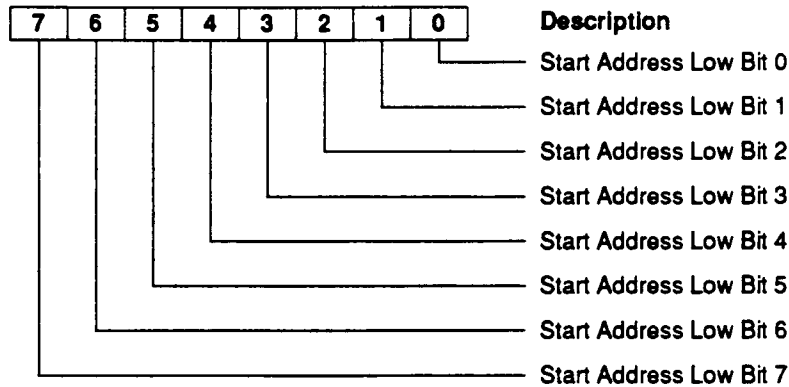 7 6 5 4 3 2 1 0 Description
Start Address Low Bit 0
Start Address Low Bit 1
Start Address Low Bit 2
Start Address Low Bit 3
Start Address Low Bit 4
Start Address Low Bit 5
Start Address Low Bit 6
Start Address Low Bit 7